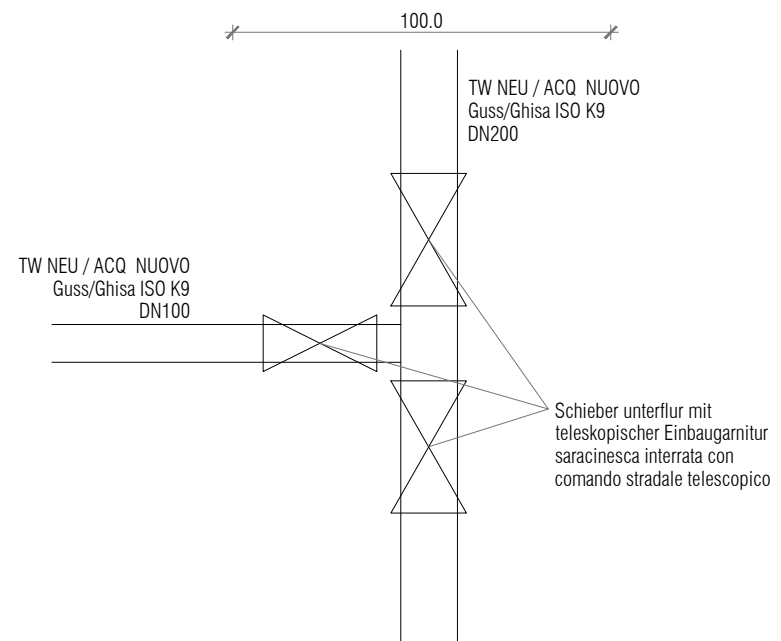 100.0
TW NEU / ACQ NUOVO
Guss/Ghisa ISO K9
DN200
TW NEU / ACQ NUOVO
Guss/Ghisa ISO K9
DN100
Schieber unterflur mit
teleskopischer Einbaugarnitur
saracinesca interrata con
comando stradale telescopico